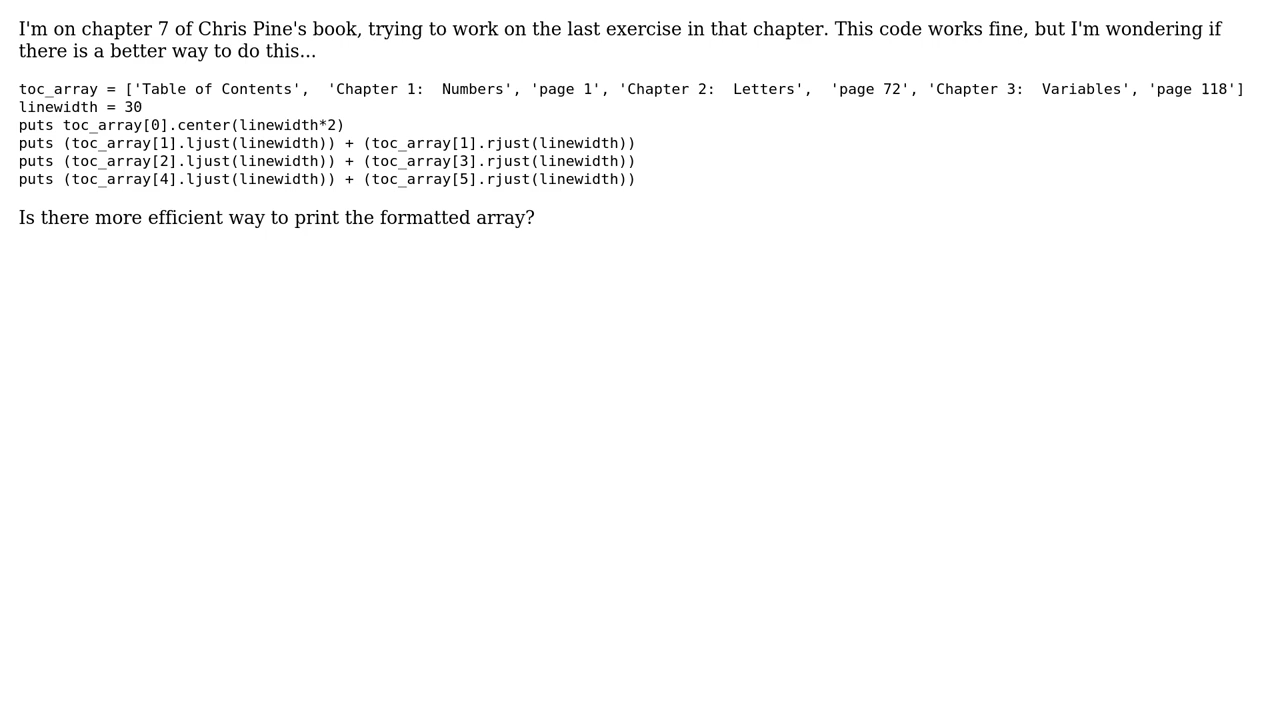 I'm on chapter 7 of Chris Pine's book, trying to work on the last exercise in that chapter. This code works fine, but I'm wondering if
there is a better way to do this...
toc_array = ['Table of Contents',  'Chapter 1:  Numbers', 'page 1', 'Chapter 2:  Letters',  'page 72', 'Chapter 3:  Variables', 'page 118']
linewidth = 30
puts toc_array[0].center(linewidth*2)
puts (toc_array[1].ljust(linewidth)) + (toc_array[1].rjust(linewidth))
puts (toc_array[2].ljust(linewidth)) + (toc_array[3].rjust(linewidth))
puts (toc_array[4].ljust(linewidth)) + (toc_array[5].rjust(linewidth))
Is there more efficient way to print the formatted array?